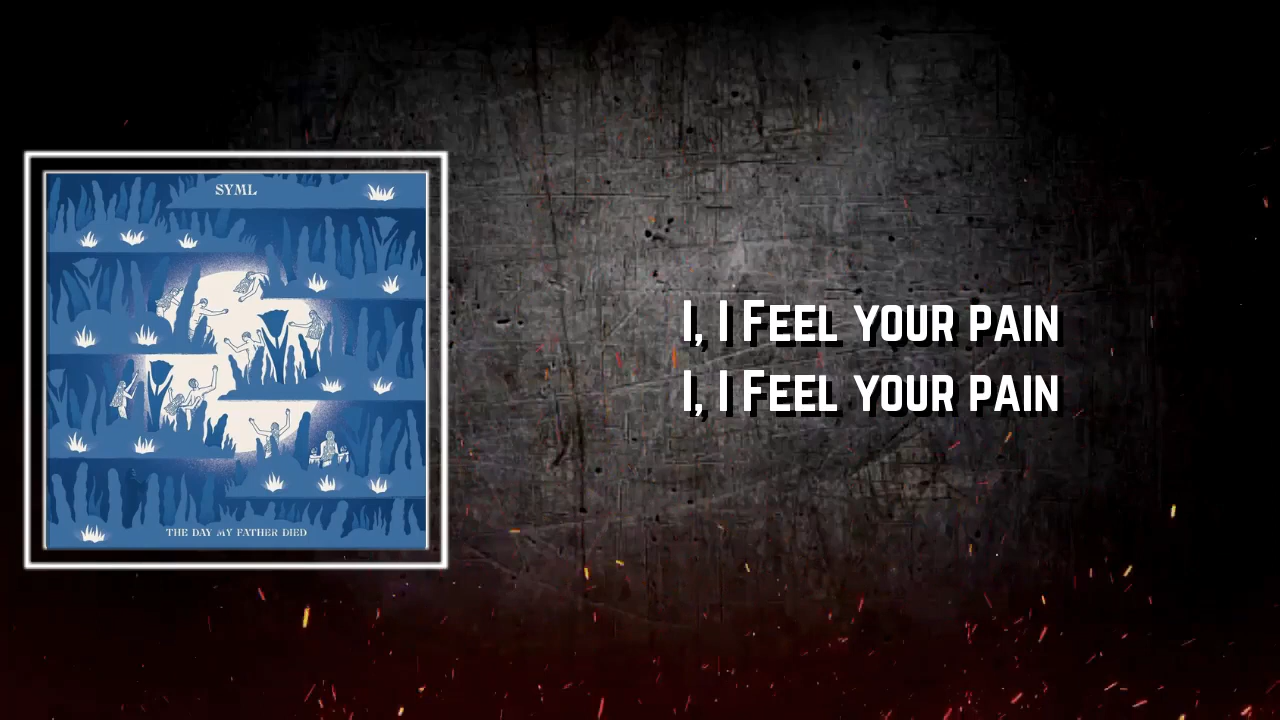 SYML
THE DAY MY FATHER DIED
I, I FEEL YOUR PAIN
I, I FEEL YOUR PAIN